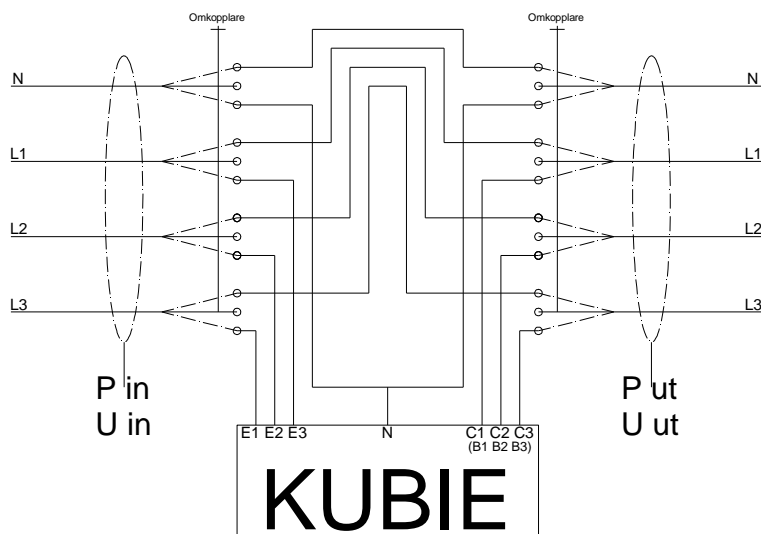 Omkopplare Omkopplare
N N
L1 L1
L2 L2
L3 L3
P in P ut
U in U ut
E1 E2 E3 N C1 C2 C3
(B1 B2 B3)
KUBIE